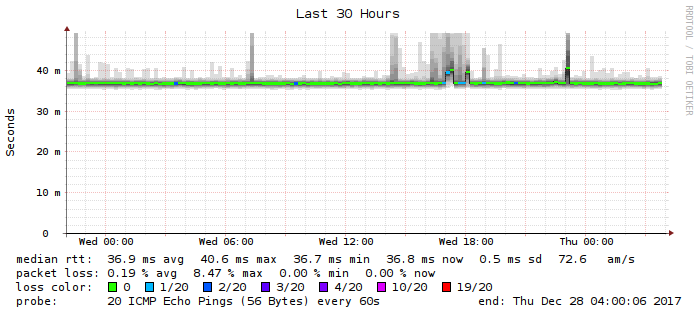 Last 30 Hours
RRDTOOL / TOBI OETIKER
Seconds
40 m
30 m
20 m
10 m
0
Wed 00:00 Wed 06:00 Wed 12:00 Wed 18:00 Thu 00:00
median rtt: 36.9 ms avg 40.6 ms max 36.7 ms min 36.8 ms now 0.5 ms sd 72.6 am/s
packet loss: 0.19 % avg 8.47 % max 0.00 % min 0.00 % now
loss color: 0 1/20 2/20 3/20 4/20 10/20 19/20
probe: 20 ICMP Echo Pings (56 Bytes) every 60s end: Thu Dec 28 04:00:06 2017